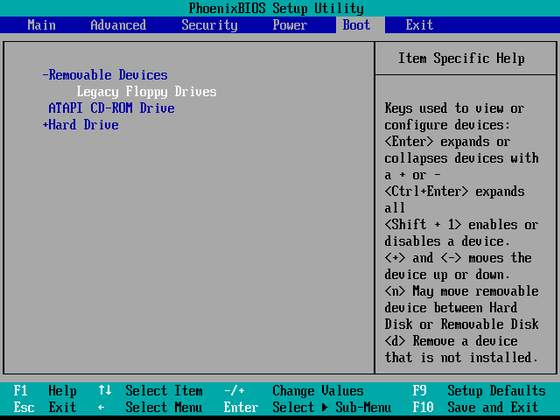 PhoenixBIOS Setup Utility
Main Advanced Security Power Boot Exit
-Removable Devices
Legacy Floppy Drives
ATAPI CD-ROM Drive
+Hard Drive
Item Specific Help
Keys used to view or
configure devices:
<Enter> expands or
collapses devices with
a + or -
<Ctrl+Enter> expands
all
<Shift + 1> enables or
disables a device.
<+> and <-> moves the
device up or down.
<n> May move removable
device between Hard
Disk or Removable Disk
<d> Remove a device
that is not installed.
F1 Help ↑↓ Select Item -/+ Change Values F9 Setup Defaults
Esc Exit ← Select Menu Enter Select ▶ Sub-Menu F10 Save and Exit